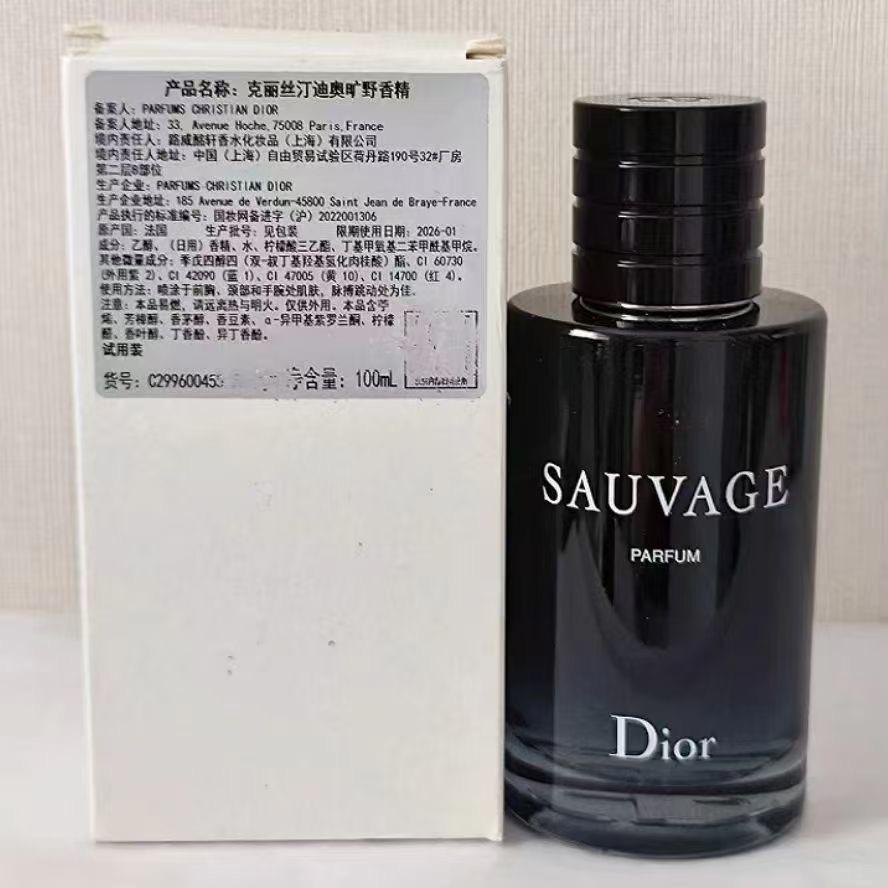 产品名称：克丽丝汀迪奥旷野香精
备案人：PARFUMS CHRISTIAN DIOR
备案人地址：33, Avenue Hoche,75008 Paris,France
境内责任人：路威酩轩香水化妆品（上海）有限公司
境内责任人地址：中国（上海）自由贸易试验区荷丹路190号32#厂房
第二层B部位
生产企业：PARFUMS CHRISTIAN DIOR
生产企业地址：185 Avenue de Verdun-45800 Saint Jean de Braye-France
产品执行的标准编号：国妆网备进字（沪）2022001306
原产国：法国 生产批号：见包装 限期使用日期：2026-01
成分：乙醇、（日用）香精、水、柠檬酸三乙酯、丁基甲氧基二苯甲酰基甲烷。
其他微量成分：季戊四醇四（双-叔丁基羟基氢化肉桂酸）酯、CI 60730
（外用紫 2）、CI 42090（蓝 1）、CI 47005（黄 10）、CI 14700（红 4）。
使用方法：喷涂于前胸、颈部和手腕处肌肤，脉搏跳动处为佳。
注意：本品易燃，请远离高热与明火。仅供外用。本品含苧
烯、芳樟醇、香茅醇、香豆素、α-异甲基紫罗兰酮、柠檬
醛、香叶醇、丁香酚、异丁香酚。
试用装
货号：C29960045 净含量：100mL
SAUVAGE
PARFUM
Dior